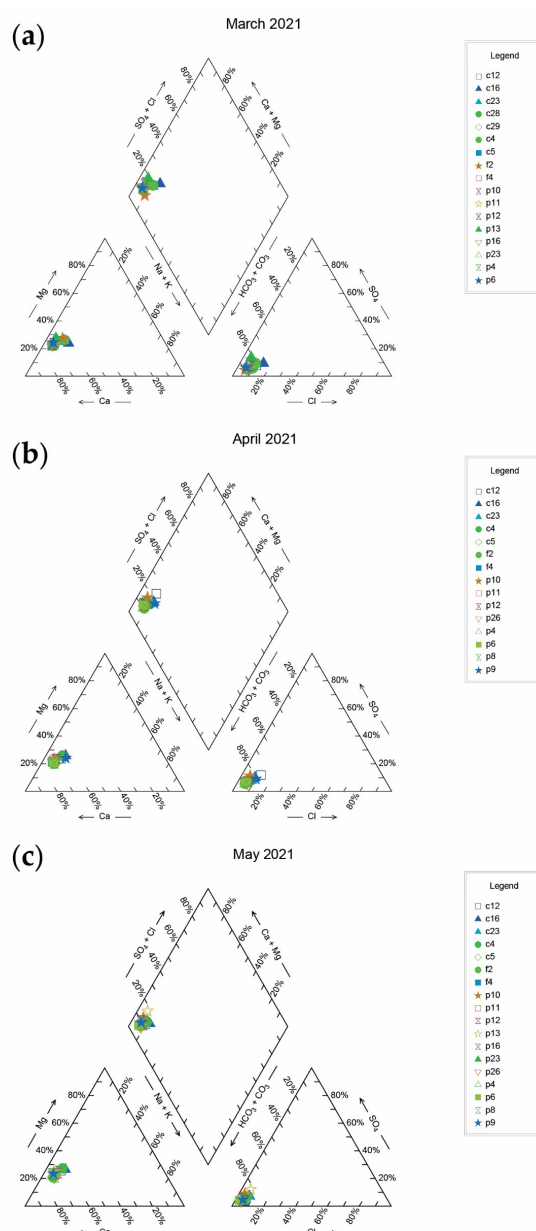 (a)
March 2021
80%
80%
SO₄ + Cl →
60%
60%
← Ca + Mg
40%
40%
20%
20%
Mg →
80%
60%
40%
20%
20%
40%
60%
80%
Na + K →
← HCO₃ + CO₃
20%
40%
60%
80%
← SO₄
80%
60%
40%
20%
80%
60%
40%
20%
← Ca
20%
40%
60%
80%
Cl →
Legend
c12
c16
c23
c28
c29
c4
c5
f2
f4
p10
p11
p12
p13
p16
p23
p4
p6
(b)
April 2021
80%
80%
SO₄ + Cl →
60%
60%
← Ca + Mg
40%
40%
20%
Mg →
80%
60%
40%
20%
20%
40%
60%
80%
Na + K →
← HCO₃ + CO₃
20%
40%
60%
80%
← SO₄
80%
60%
40%
20%
80%
60%
40%
20%
← Ca
20%
40%
60%
80%
Cl →
Legend
c12
c16
c23
c4
c5
f2
f4
p10
p11
p12
p26
p4
p6
p8
p9
(c)
May 2021
80%
80%
SO₄ + Cl →
60%
60%
← Ca + Mg
40%
40%
20%
20%
Mg →
80%
60%
40%
20%
20%
40%
60%
80%
Na + K →
← HCO₃ + CO₃
20%
40%
60%
80%
← SO₄
80%
60%
40%
20%
80%
60%
40%
20%
20%
40%
60%
80%
Legend
c12
c16
c23
c4
c5
f2
f4
p10
p11
p12
p13
p16
p23
p26
p4
p6
p8
p9